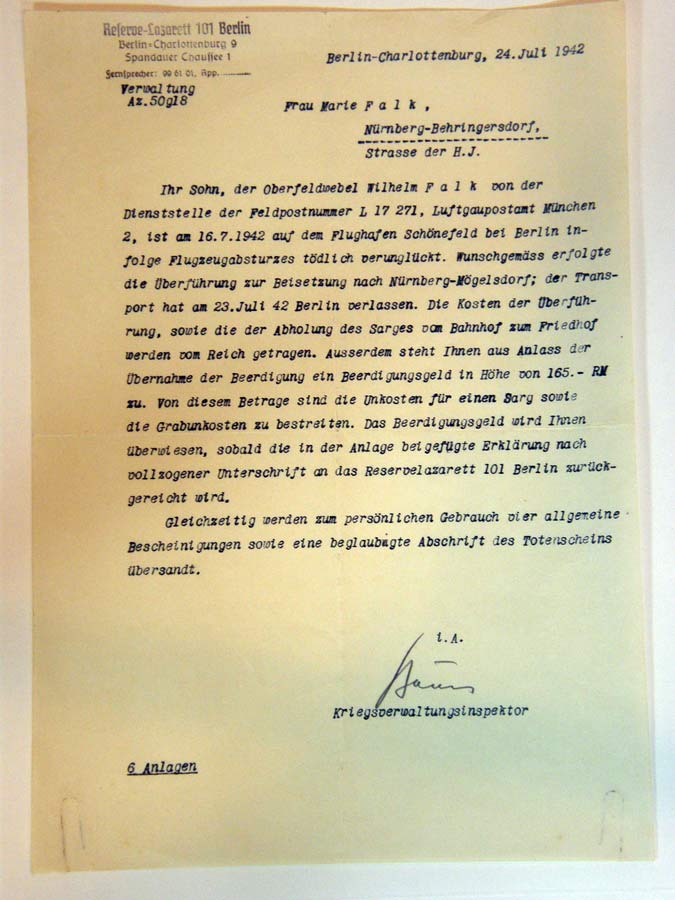 Reserve-Lazarett 101 Berlin
Berlin-Charlottenburg 9
Spandauer Chaussee 1
Fernsprecher: 99 61 01, App.
Verwaltung
Az.50g18
Berlin-Charlottenburg, 24.Juli 1942
Frau Marie F a l k ,
Nürnberg-Behringersdorf,
Strasse der H.J.
Ihr Sohn, der Oberfeldwebel Wilhelm F a l k von der
Dienststelle der Feldpostnummer L 17 271, Luftgaupostamt München
2, ist am 16.7.1942 auf dem Flughafen Schönefeld bei Berlin in-
folge Flugzeugabsturzes tödlich verunglückt. Wunschgemäss erfolgte
die Überführung zur Beisetzung nach Nürnberg-Mögelsdorf; der Trans-
port hat am 23.Juli 42 Berlin verlassen. Die Kosten der Überfüh-
rung, sowie die der Abholung des Sarges vom Bahnhof zum Friedhof
werden vom Reich getragen. Ausserdem steht Ihnen aus Anlass der
Übernahme der Beerdigung ein Beerdigungsgeld in Höhe von 165.- RM
zu. Von diesem Betrage sind die Unkosten für einen Sarg sowie
die Grabunkosten zu bestreiten. Das Beerdigungsgeld wird Ihnen
überwiesen, sobald die in der Anlage beigefügte Erklärung nach
vollzogener Unterschrift an das Reservelazarett 101 Berlin zurück-
gereicht wird.
Gleichzeitig werden zum persönlichen Gebrauch vier allgemeine
Bescheinigungen sowie eine beglaubigte Abschrift des Totenscheins
übersandt.
i.A.
Kriegsverwaltungsinspektor
6 Anlagen